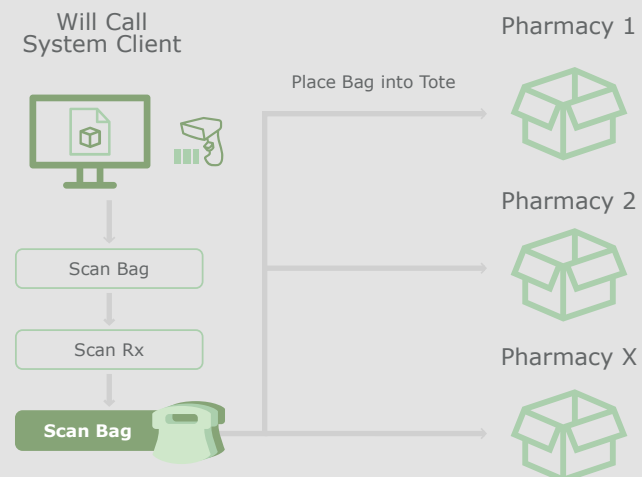 Will Call
System Client
Scan Bag
Scan Rx
Scan Bag
Place Bag into Tote
Pharmacy 1
Pharmacy 2
Pharmacy X